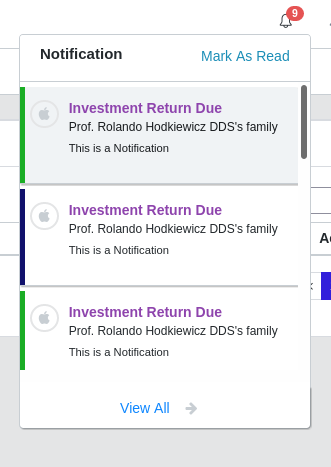 9
Notification
Mark As Read
Investment Return Due
Prof. Rolando Hodkiewicz DDS's family
This is a Notification
Investment Return Due
Prof. Rolando Hodkiewicz DDS's family
This is a Notification
Investment Return Due
Prof. Rolando Hodkiewicz DDS's family
This is a Notification
View All